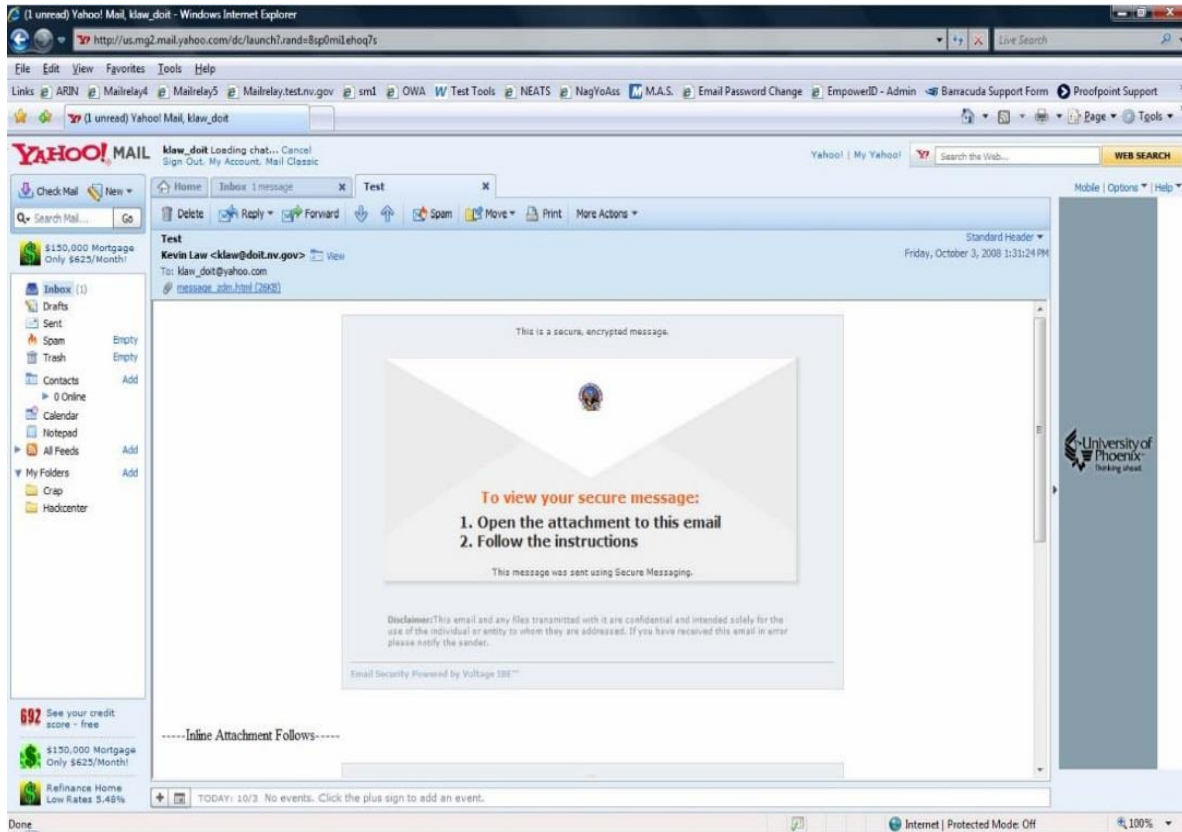 (1 unread) Yahoo! Mail, klaw_doit - Windows Internet Explorer
http://us.mg2.mail.yahoo.com/dc/launch?.rand=8sp0mi1ehoq7s
Live Search
File Edit View Favorites Tools Help
Links ARIN Mailrelay4 Mailrelay5 Mailrelay.test.nv.gov sm1 OWA Test Tools NEATS NagYoAss M.A.S. Email Password Change EmpowerID - Admin Barracuda Support Form Proofpoint Support
(1 unread) Yahoo! Mail, klaw_doit
Page Tools
YAHOO! MAIL
klaw_doit Loading chat... Cancel
Sign Out, My Account, Mail Classic
Yahoo! | My Yahoo!
Search the Web...
WEB SEARCH
Check Mail New
Home
Inbox 1 message x
Test x
Mobile | Options | Help
Search Mail... Go
Delete Reply Forward Spam Move Print More Actions
$150,000 Mortgage
Only $625/Month!
Test
Standard Header
Kevin Law <klaw@doit.nv.gov> View
Friday, October 3, 2008 1:31:24 PM
To: klaw_doit@yahoo.com
message_zdm.html (26KB)
Inbox (1)
Drafts
Sent
Spam Empty
Trash Empty
Contacts Add
0 Online
Calendar
Notepad
All Feeds Add
My Folders Add
Crap
Hackcenter
This is a secure, encrypted message.
To view your secure message:
1. Open the attachment to this email
2. Follow the instructions
This message was sent using Secure Messaging.
Disclaimer:This email and any files transmitted with it are confidential and intended solely for the
use of the individual or entity to whom they are addressed. If you have received this email in error
please notify the sender.
Email Security Powered by Voltage IBE™
-----Inline Attachment Follows-----
University of
Phoenix
Thinking ahead.
692 See your credit
score - free
$150,000 Mortgage
Only $625/Month!
Refinance Home
Low Rates 5.48%
TODAY: 10/3 No events. Click the plus sign to add an event.
Done
Internet | Protected Mode: Off
100%